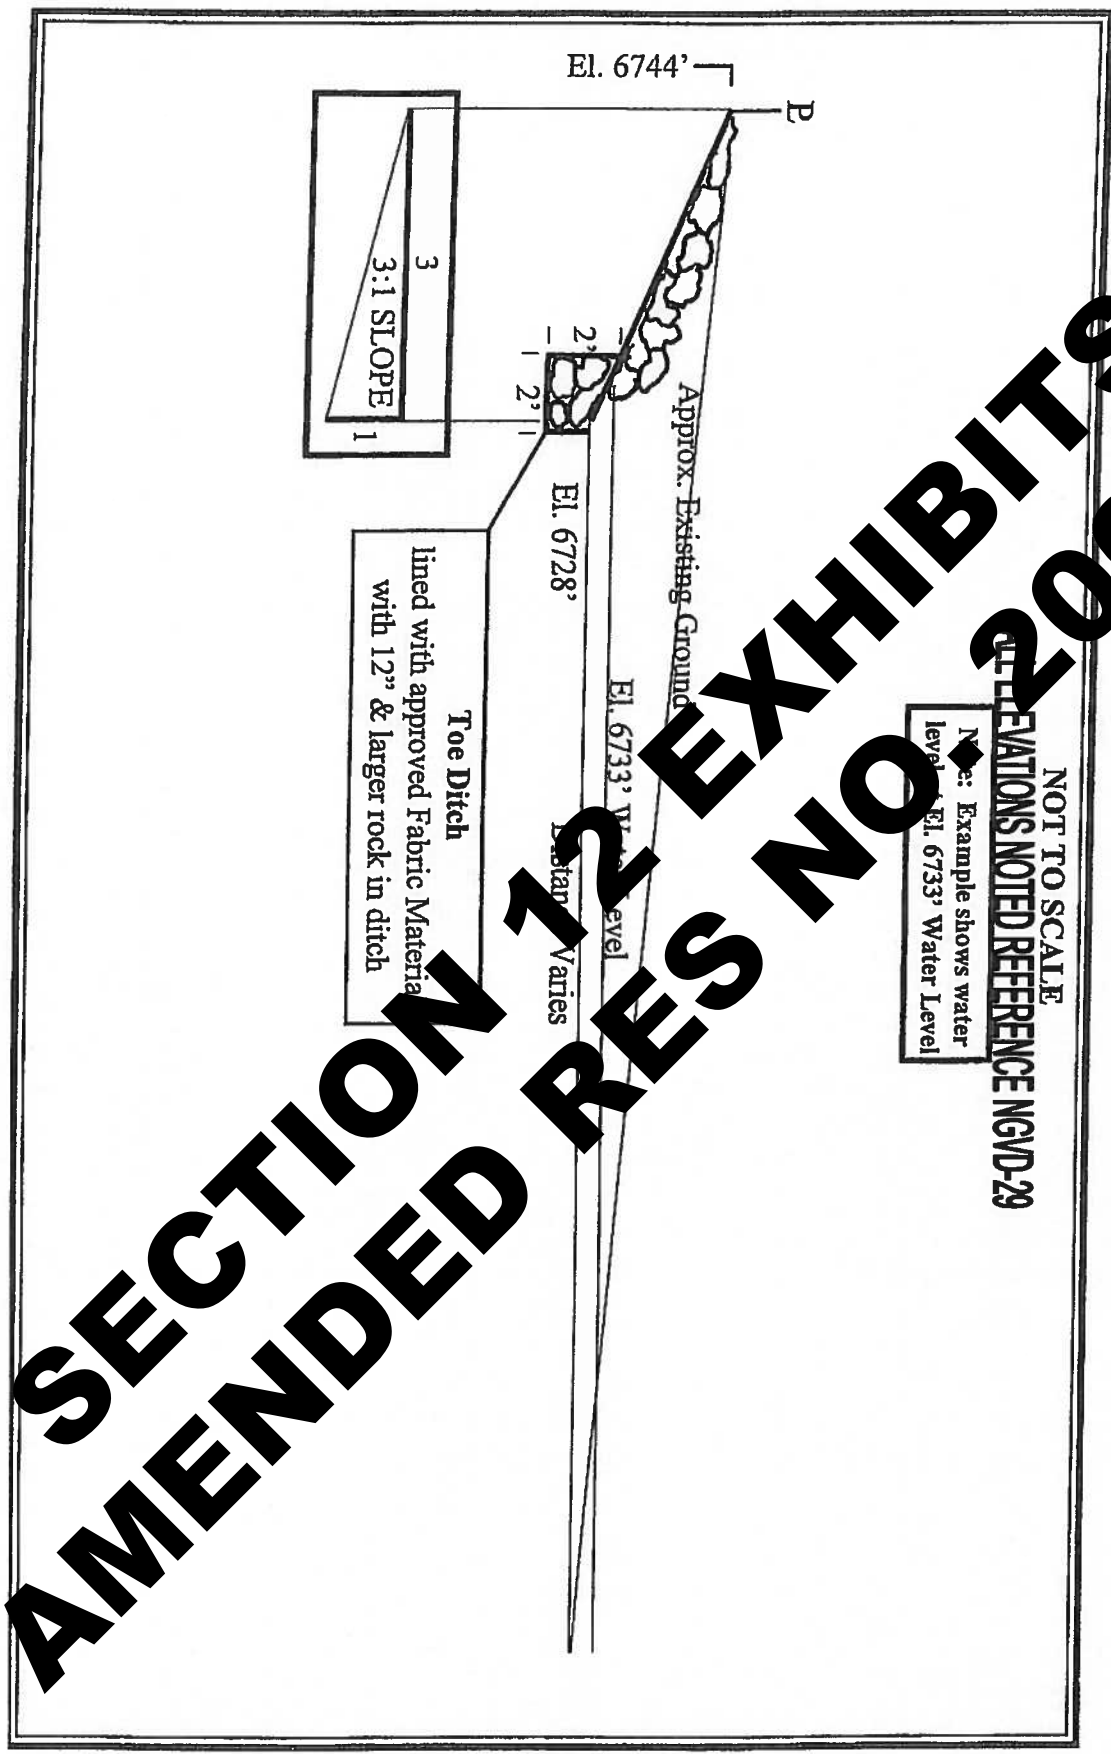 El. 6744'
P
NOT TO SCALE
ALL ELEVATIONS NOTED REFERENCE NGVD-29
Example shows water
El. 6733' Water Level
Approx. Existing Ground
El. 6733'
2'
2'
El. 6728'
Varies
3
3:1 SLOPE
1
Toe Ditch
lined with approved Fabric Materia
with 12" & larger rock in ditch
SECTION 12 EXHIBITS
AMENDED RES NO. 20